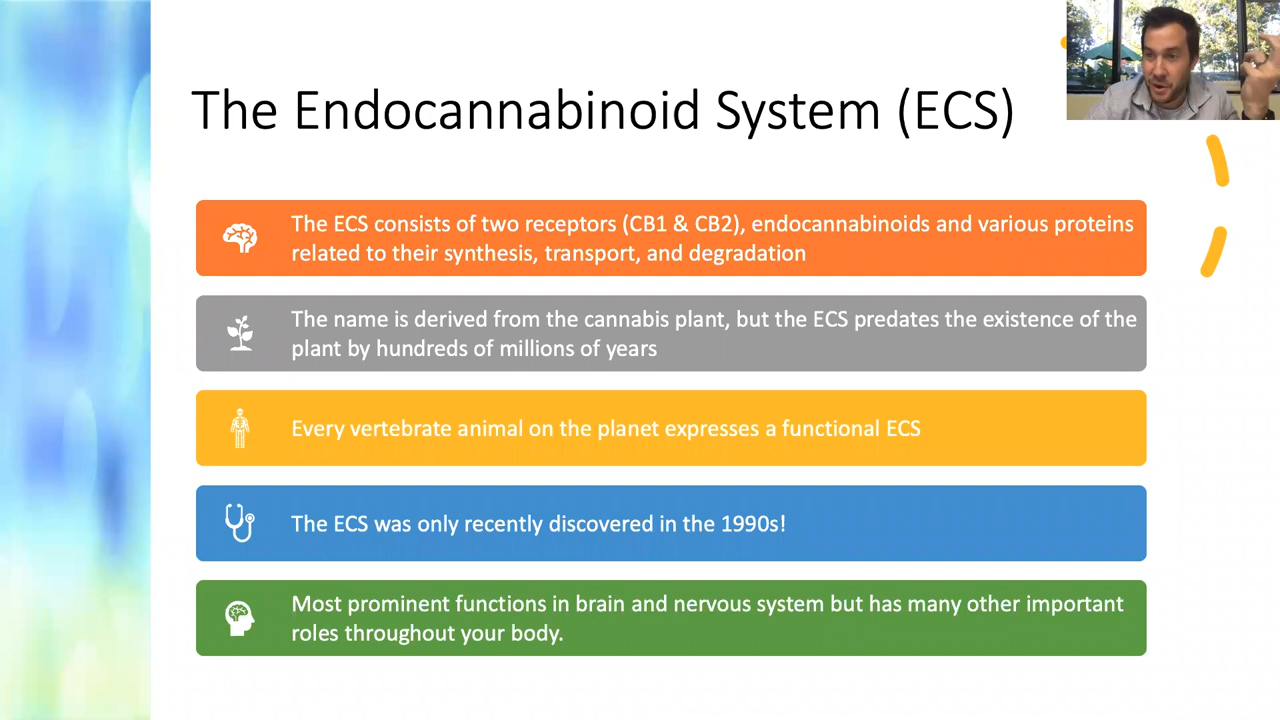 The Endocannabinoid System (ECS)
The ECS consists of two receptors (CB1 & CB2), endocannabinoids and various proteins
related to their synthesis, transport, and degradation
The name is derived from the cannabis plant, but the ECS predates the existence of the
plant by hundreds of millions of years
Every vertebrate animal on the planet expresses a functional ECS
The ECS was only recently discovered in the 1990s!
Most prominent functions in brain and nervous system but has many other important
roles throughout your body.